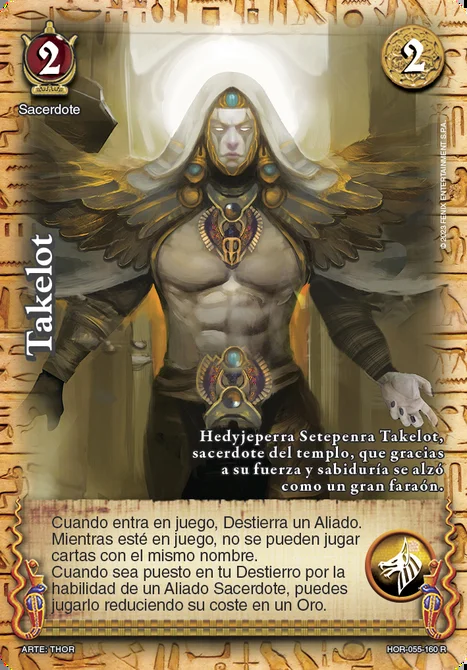 2
2
Sacerdote
© 2023 FENIX ENTERTAINMENT S.P.A.
Takelot
Hedyjeperra Setepenra Takelot,
sacerdote del templo, que gracias
a su fuerza y sabiduría se alzó
como un gran faraón.
Cuando entra en juego, Destierra un Aliado.
Mientras esté en juego, no se pueden jugar
cartas con el mismo nombre.
Cuando sea puesto en tu Destierro por la
habilidad de un Aliado Sacerdote, puedes
jugarlo reduciendo su coste en un Oro.
ARTE: THOR
HOR-055-160 R